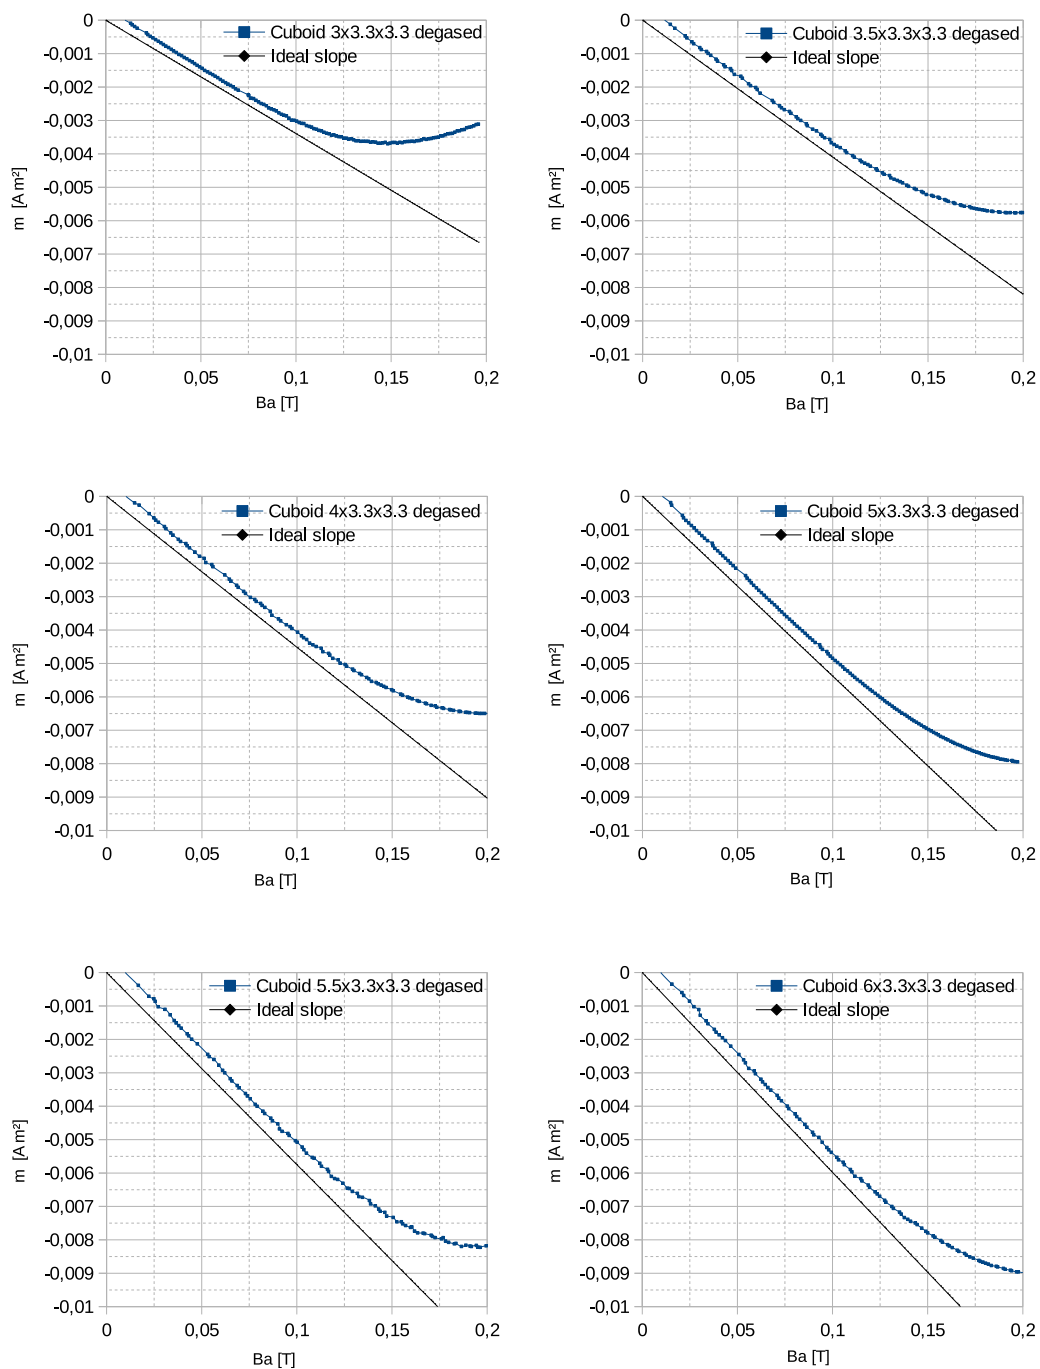 Cuboid 3x3.3x3.3 degased
Ideal slope
0
-0,001
-0,002
-0,003
-0,004
-0,005
-0,006
-0,007
-0,008
-0,009
-0,01
m [Am²]
0 0,05 0,1 0,15 0,2
Ba [T]
Cuboid 3.5x3.3x3.3 degased
Ideal slope
0
-0,001
-0,002
-0,003
-0,004
-0,005
-0,006
-0,007
-0,008
-0,009
-0,01
m [Am²]
0 0,05 0,1 0,15 0,2
Ba [T]
Cuboid 4x3.3x3.3 degased
Ideal slope
0
-0,001
-0,002
-0,003
-0,004
-0,005
-0,006
-0,007
-0,008
-0,009
-0,01
m [Am²]
0 0,05 0,1 0,15 0,2
Ba [T]
Cuboid 5x3.3x3.3 degased
Ideal slope
0
-0,001
-0,002
-0,003
-0,004
-0,005
-0,006
-0,007
-0,008
-0,009
-0,01
m [Am²]
0 0,05 0,1 0,15 0,2
Ba [T]
Cuboid 5.5x3.3x3.3 degased
Ideal slope
0
-0,001
-0,002
-0,003
-0,004
-0,005
-0,006
-0,007
-0,008
-0,009
-0,01
m [Am²]
0 0,05 0,1 0,15 0,2
Ba [T]
Cuboid 6x3.3x3.3 degased
Ideal slope
0
-0,001
-0,002
-0,003
-0,004
-0,005
-0,006
-0,007
-0,008
-0,009
-0,01
m [Am²]
0 0,05 0,1 0,15 0,2
Ba [T]